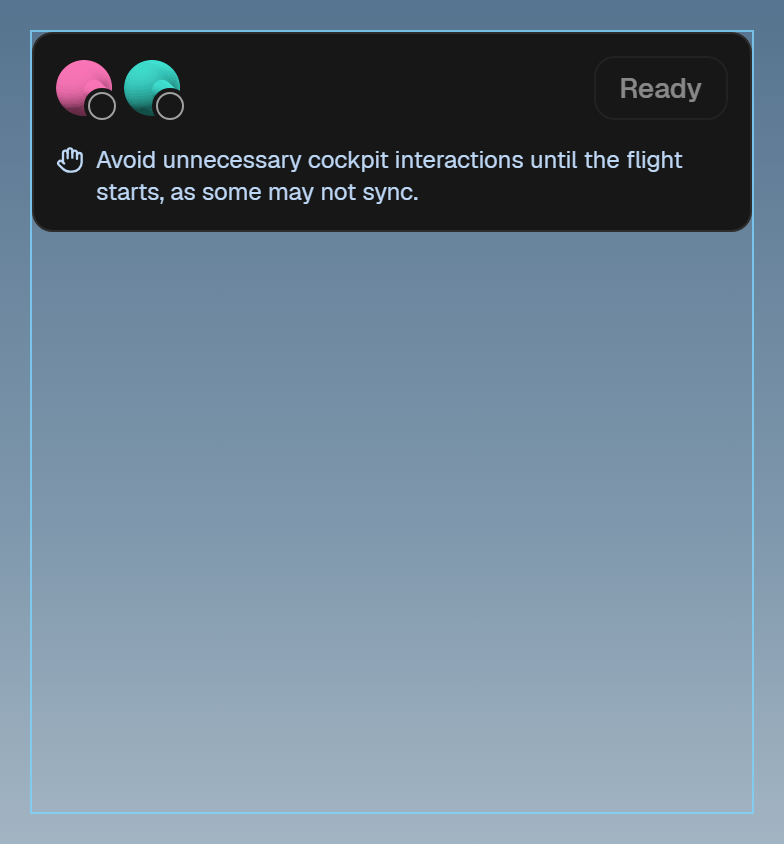 Ready
Avoid unnecessary cockpit interactions until the flight
starts, as some may not sync.